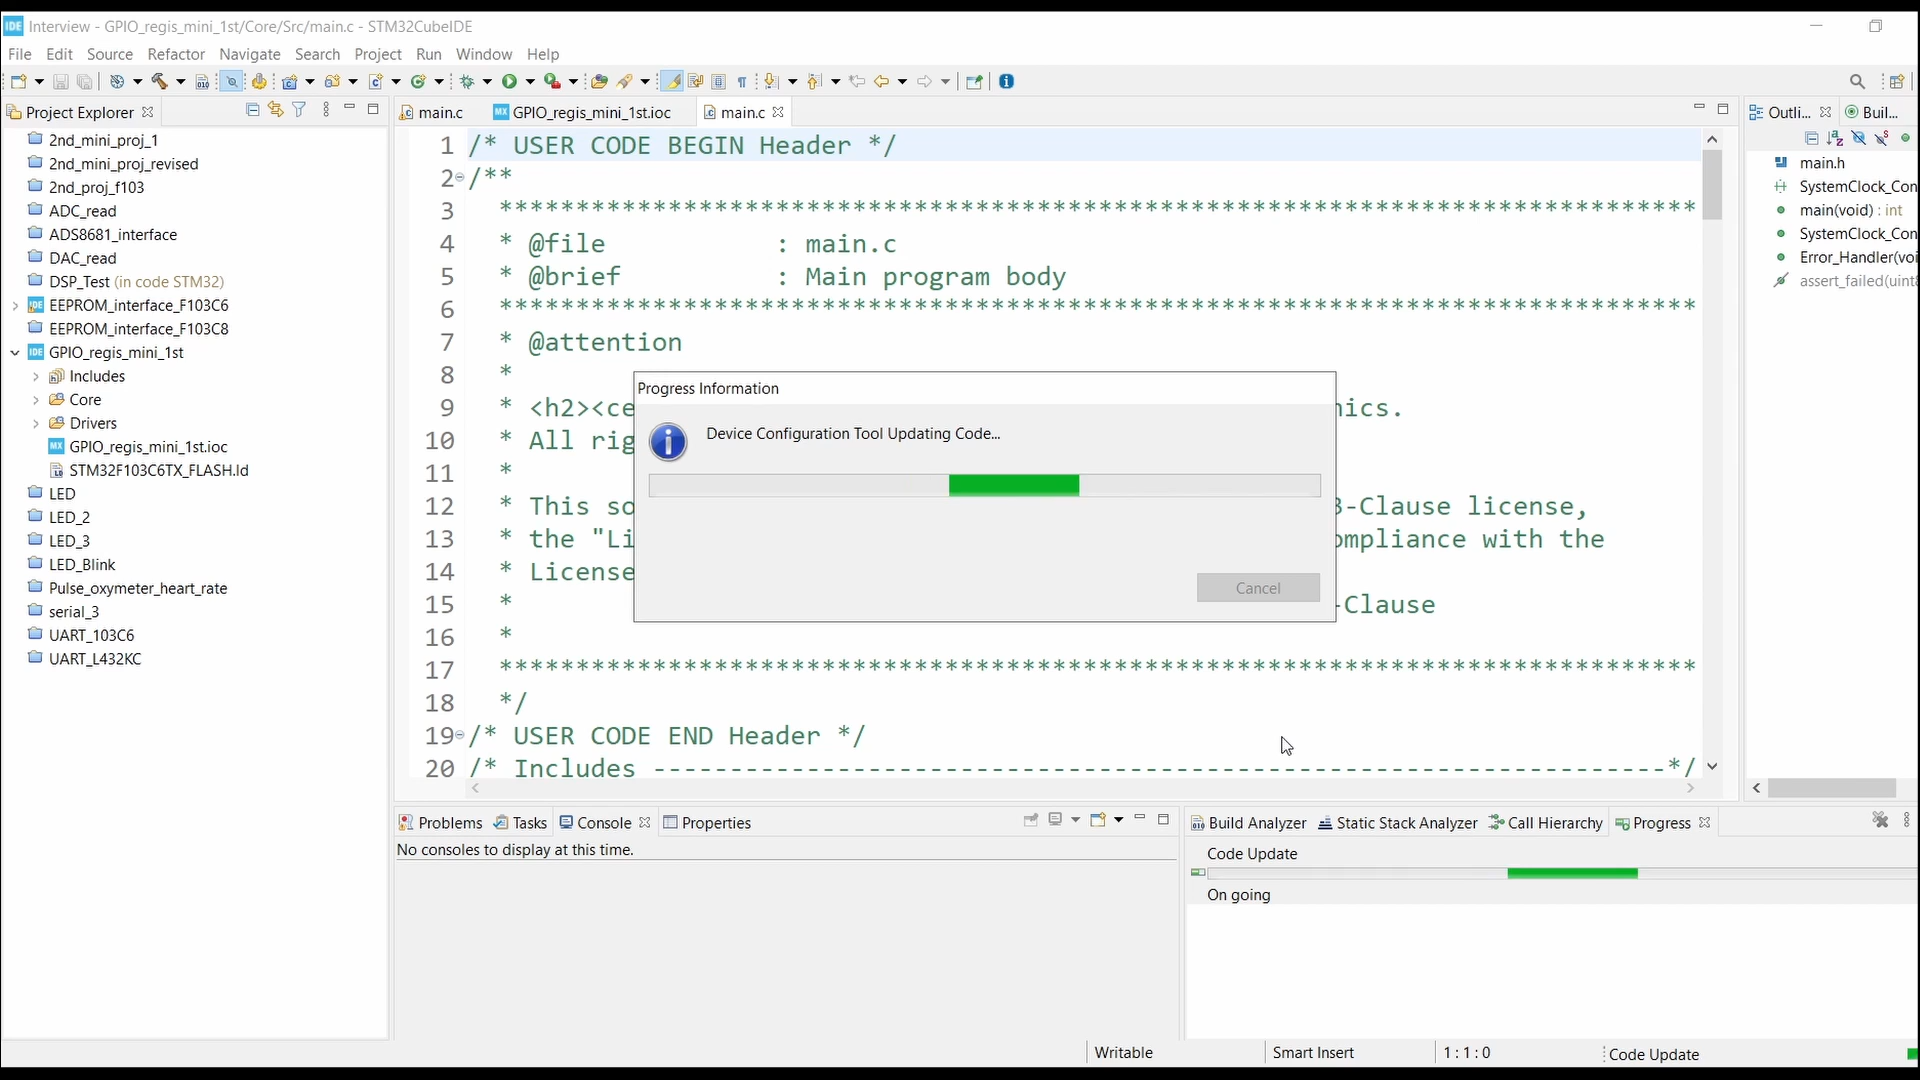 IDE Interview - GPIO_regis_mini_1st/Core/Src/main.c - STM32CubeIDE
File Edit Source Refactor Navigate Search Project Run Window Help
Project Explorer
main.c
MX GPIO_regis_mini_1st.ioc
main.c
Outli...
Buil...
2nd_mini_proj_1
2nd_mini_proj_revised
2nd_proj_f103
ADC_read
ADS8681_interface
DAC_read
DSP_Test (in code STM32)
EEPROM_interface_F103C6
EEPROM_interface_F103C8
IDE GPIO_regis_mini_1st
Includes
Core
Drivers
MX GPIO_regis_mini_1st.ioc
STM32F103C6TX_FLASH.ld
LED
LED_2
LED_3
LED_Blink
Pulse_oxymeter_heart_rate
serial_3
UART_103C6
UART_L432KC
1 /* USER CODE BEGIN Header */
2 /**
3 ******************************************************************************
4 * @file : main.c
5 * @brief : Main program body
6 ******************************************************************************
7 * @attention
8 *
9 * <h2><ce
nics.
10 * All rig
11 *
12 * This so
3-Clause license,
13 * the "Li
ompliance with the
14 * License
15 *
-Clause
16 *
17 ******************************************************************************
18 */
19 /* USER CODE END Header */
20 /* Includes ------------------------------------------------------------------*/
Progress Information
Device Configuration Tool Updating Code...
Cancel
main.h
SystemClock_Con
main(void) : int
SystemClock_Con
Error_Handler(voi
assert_failed(uint8
Problems Tasks Console Properties
No consoles to display at this time.
Build Analyzer Static Stack Analyzer Call Hierarchy Progress
Code Update
On going
Writable
Smart Insert
1 : 1 : 0
Code Update